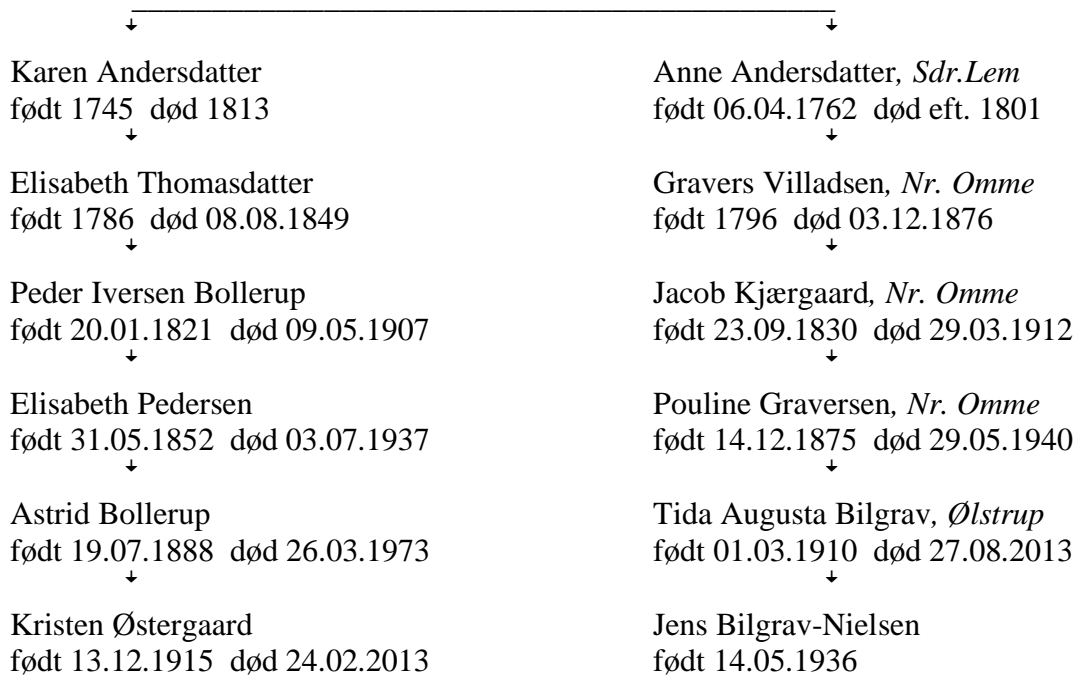 Karen Andersdatter
født 1745 død 1813
Elisabeth Thomasdatter
født 1786 død 08.08.1849
Peder Iversen Bollerup
født 20.01.1821 død 09.05.1907
Elisabeth Pedersen
født 31.05.1852 død 03.07.1937
Astrid Bollerup
født 19.07.1888 død 26.03.1973
Kristen Østergaard
født 13.12.1915 død 24.02.2013
Anne Andersdatter, Sdr.Lem
født 06.04.1762 død eft. 1801
Gravers Villadsen, Nr. Omme
født 1796 død 03.12.1876
Jacob Kjærgaard, Nr. Omme
født 23.09.1830 død 29.03.1912
Pouline Graversen, Nr. Omme
født 14.12.1875 død 29.05.1940
Tida Augusta Bilgrav, Ølstrup
født 01.03.1910 død 27.08.2013
Jens Bilgrav-Nielsen
født 14.05.1936